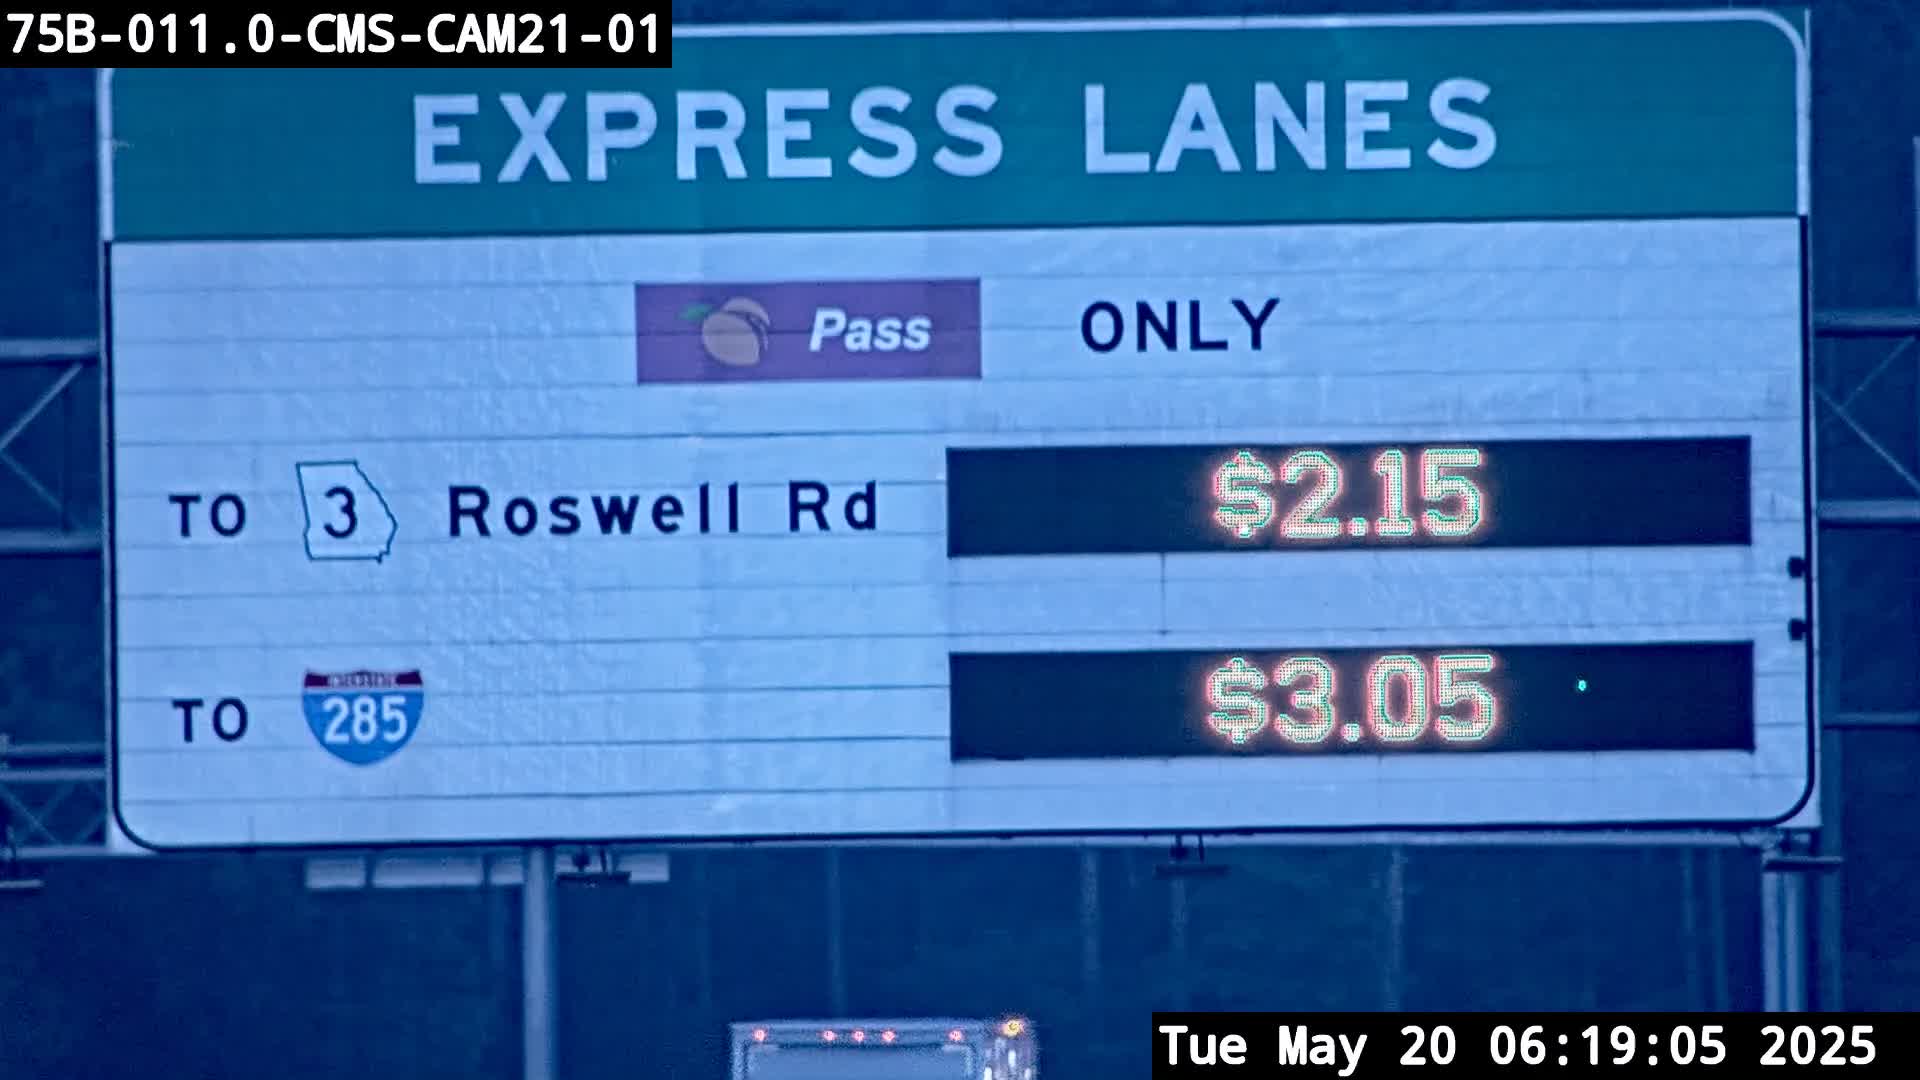 75B-011.0-CMS-CAM21-01
EXPRESS LANES
Pass ONLY
TO 3 Roswell Rd $2.15
TO 285 $3.05
Tue May 20 06:19:05 2025